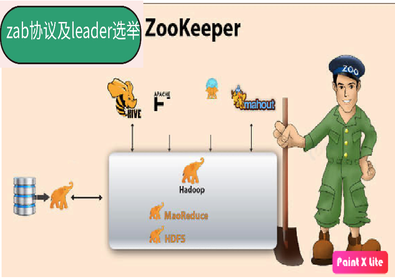 zab协议及leader选举
ZooKeeper
HIVE
APACHE
mahout
ZOO
Hadoop
MaoReduce
HDFS
Paint X Lite